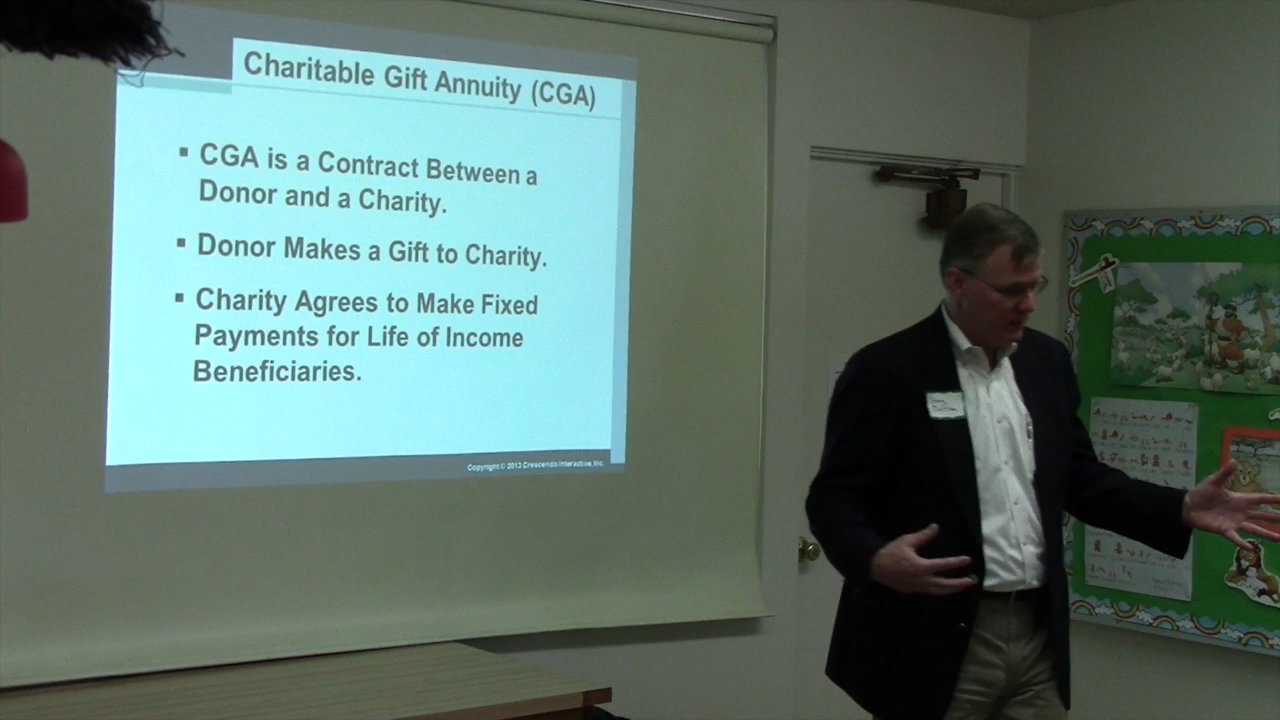 Charitable Gift Annuity (CGA)
▪ CGA is a Contract Between a
Donor and a Charity.
▪ Donor Makes a Gift to Charity.
▪ Charity Agrees to Make Fixed
Payments for Life of Income
Beneficiaries.
Copyright © 2013 Crescendo Interactive, Inc.